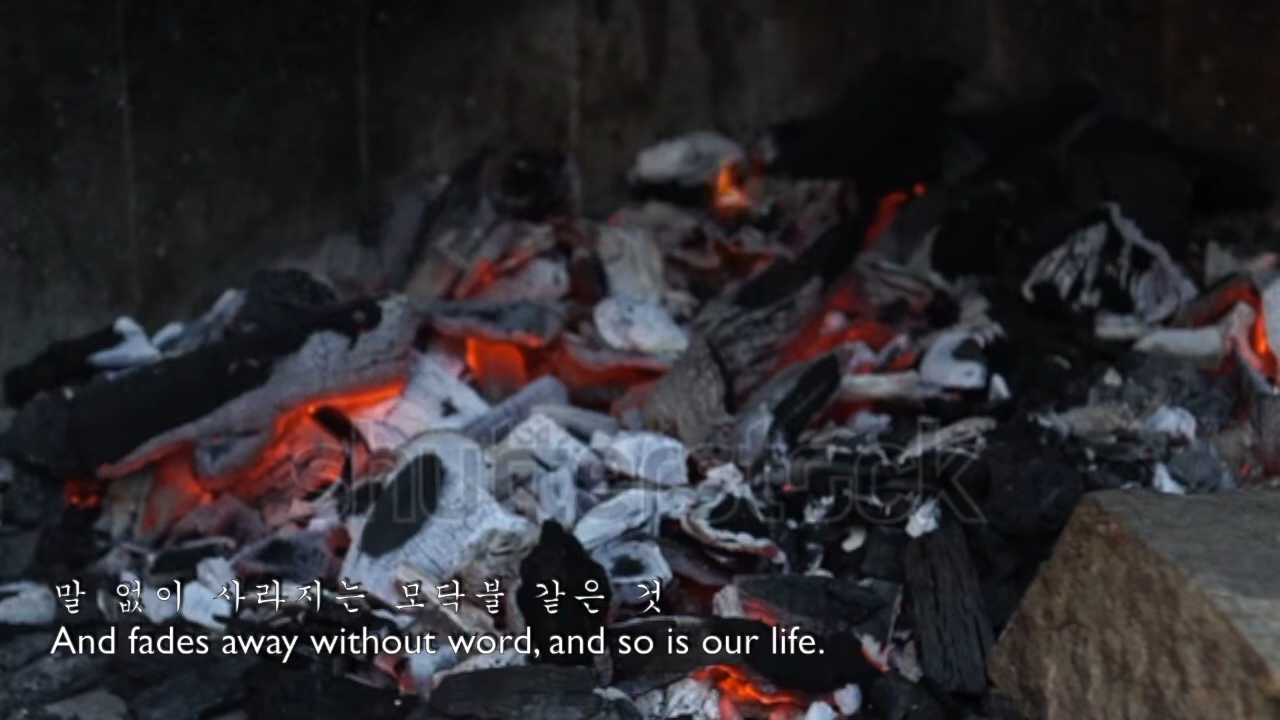 shutterstock
말 없이 사라지는 모닥불 같은 것
And fades away without word, and so is our life.